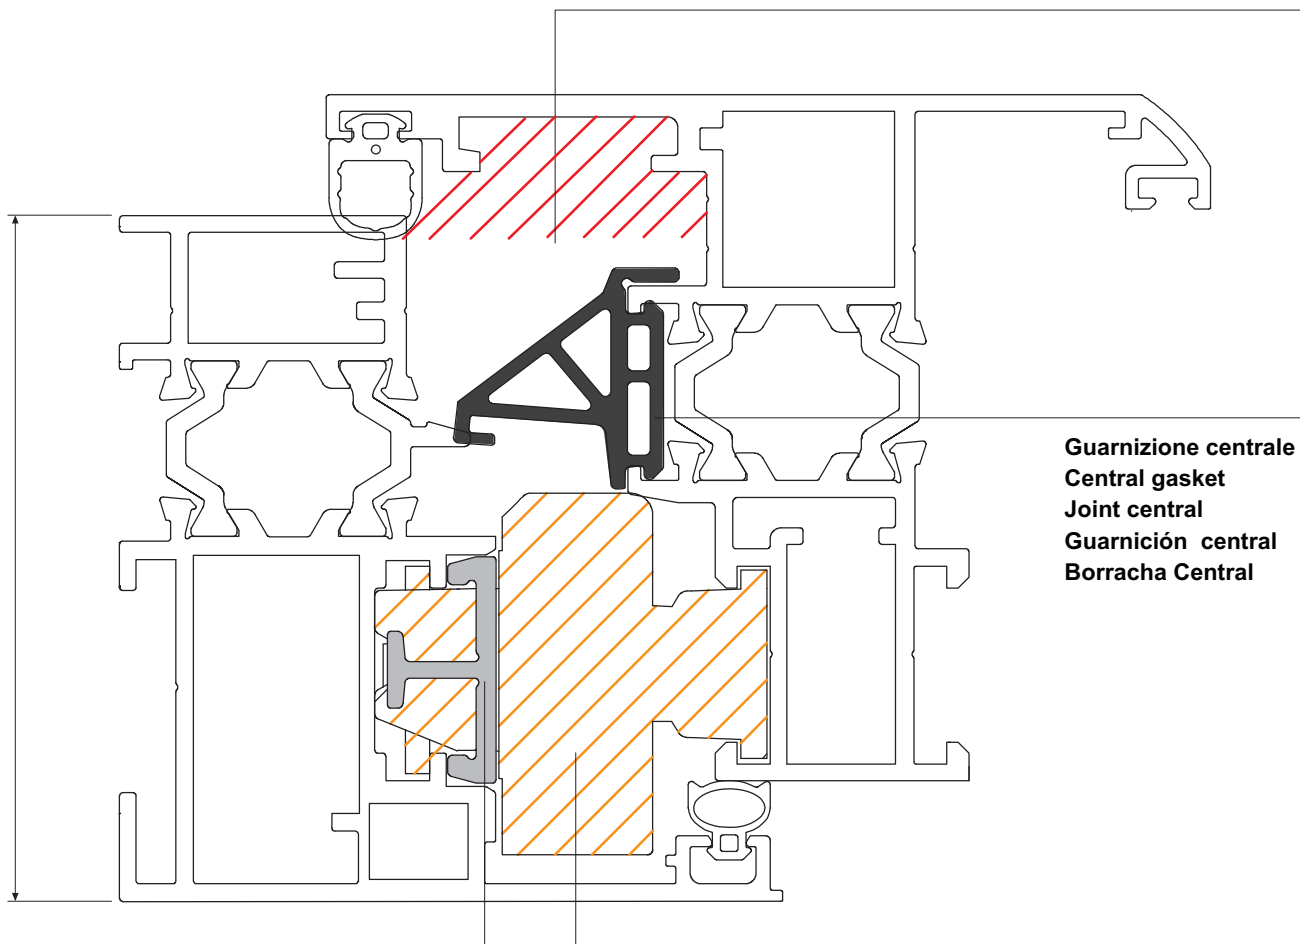 Guarnizione centrale
Central gasket
Joint central
Guarnición central
Borracha Central